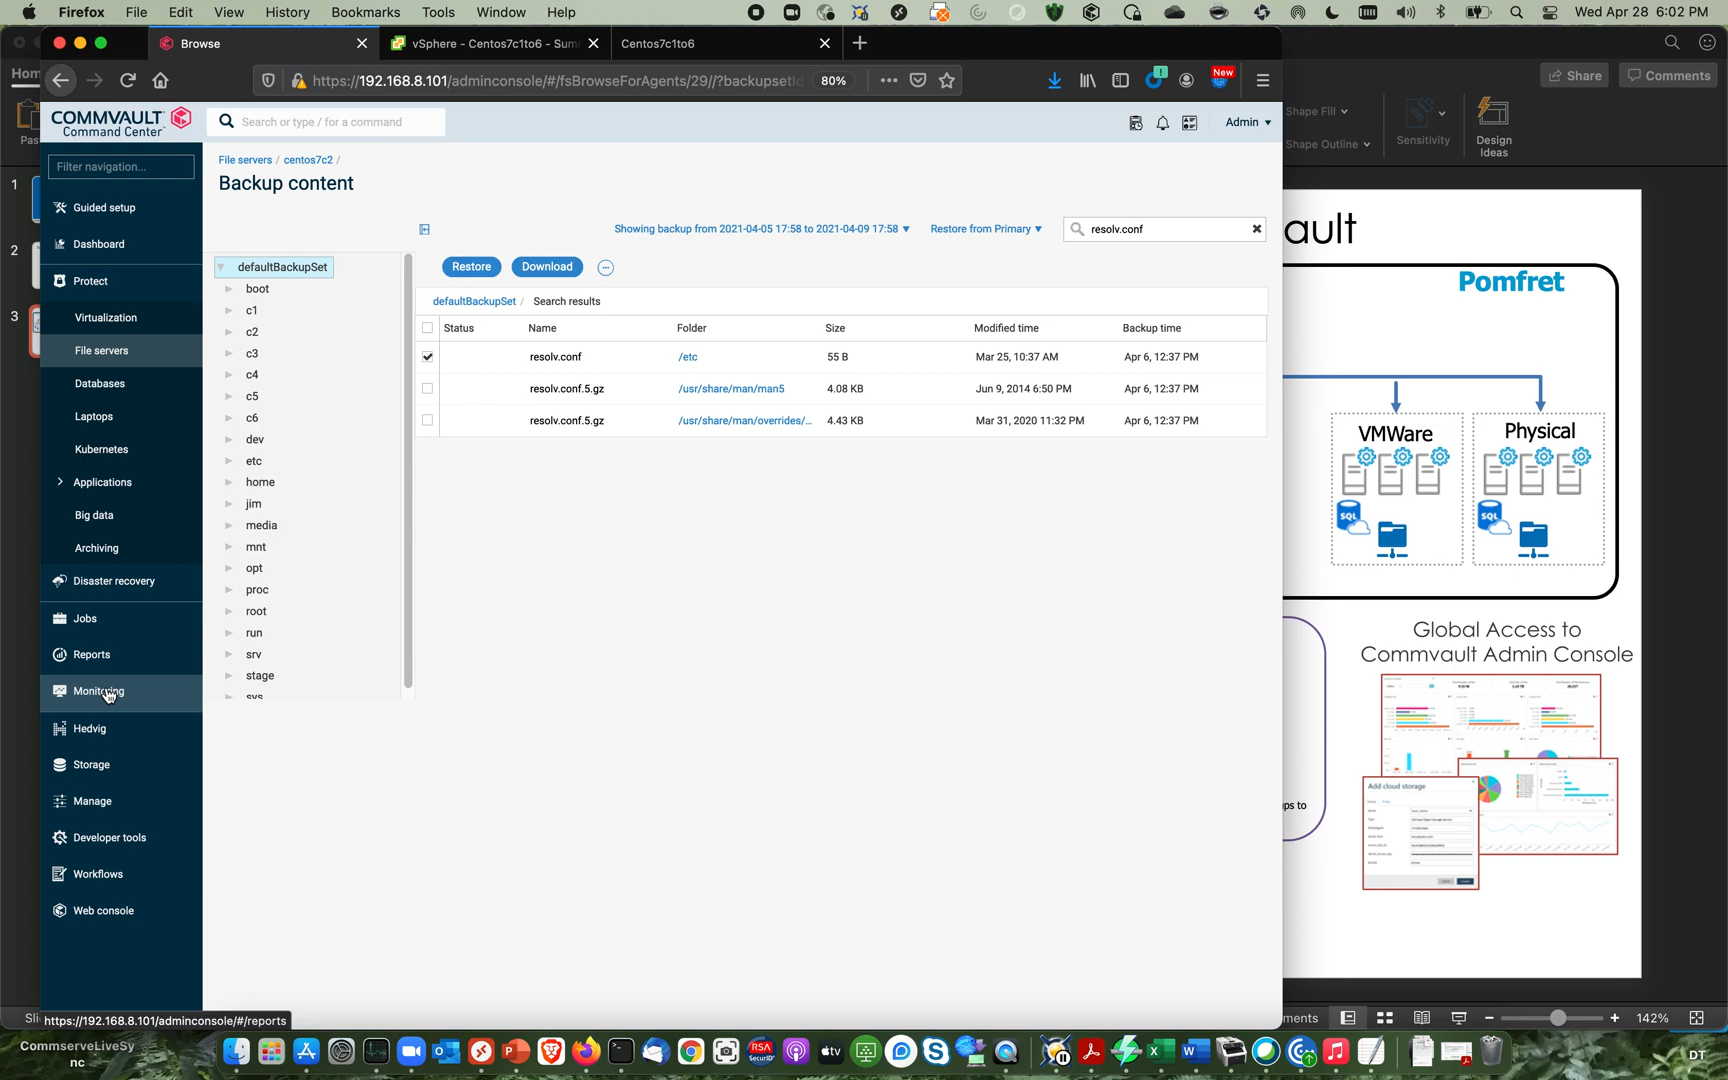 Firefox File Edit View History Bookmarks Tools Window Help
Wed Apr 28 6:02 PM
Browse
vSphere - Centos7c1to6 - Sum
Centos7c1to6
https://192.168.8.101/adminconsole/#/fsBrowseForAgents/29//?backupsetId
80%
New
Hom
Share
Comments
Pas
Shape Fill
Shape Outline
Sensitivity
Design
Ideas
COMMVAULT
Command Center
Search or type / for a command
Admin
Filter navigation...
Guided setup
Dashboard
Protect
Virtualization
File servers
Databases
Laptops
Kubernetes
Applications
Big data
Archiving
Disaster recovery
Jobs
Reports
Monitoring
Hedvig
Storage
Manage
Developer tools
Workflows
Web console
1
2
3
File servers / centos7c2 /
Backup content
Showing backup from 2021-04-05 17:58 to 2021-04-09 17:58
Restore from Primary
resolv.conf
defaultBackupSet
boot
c1
c2
c3
c4
c5
c6
dev
etc
home
jim
media
mnt
opt
proc
root
run
srv
stage
sys
Restore
Download
defaultBackupSet / Search results
Status Name Folder Size Modified time Backup time
resolv.conf /etc 55 B Mar 25, 10:37 AM Apr 6, 12:37 PM
resolv.conf.5.gz /usr/share/man/man5 4.08 KB Jun 9, 2014 6:50 PM Apr 6, 12:37 PM
resolv.conf.5.gz /usr/share/man/overrides/... 4.43 KB Mar 31, 2020 11:32 PM Apr 6, 12:37 PM
ault
Pomfret
VMWare
Physical
SQL
SQL
Global Access to
Commvault Admin Console
Add cloud storage
ps to
Sli
https://192.168.8.101/adminconsole/#/reports
ments
142%
CommserveLiveSy
nc
RSA
SecurID
tv
DT